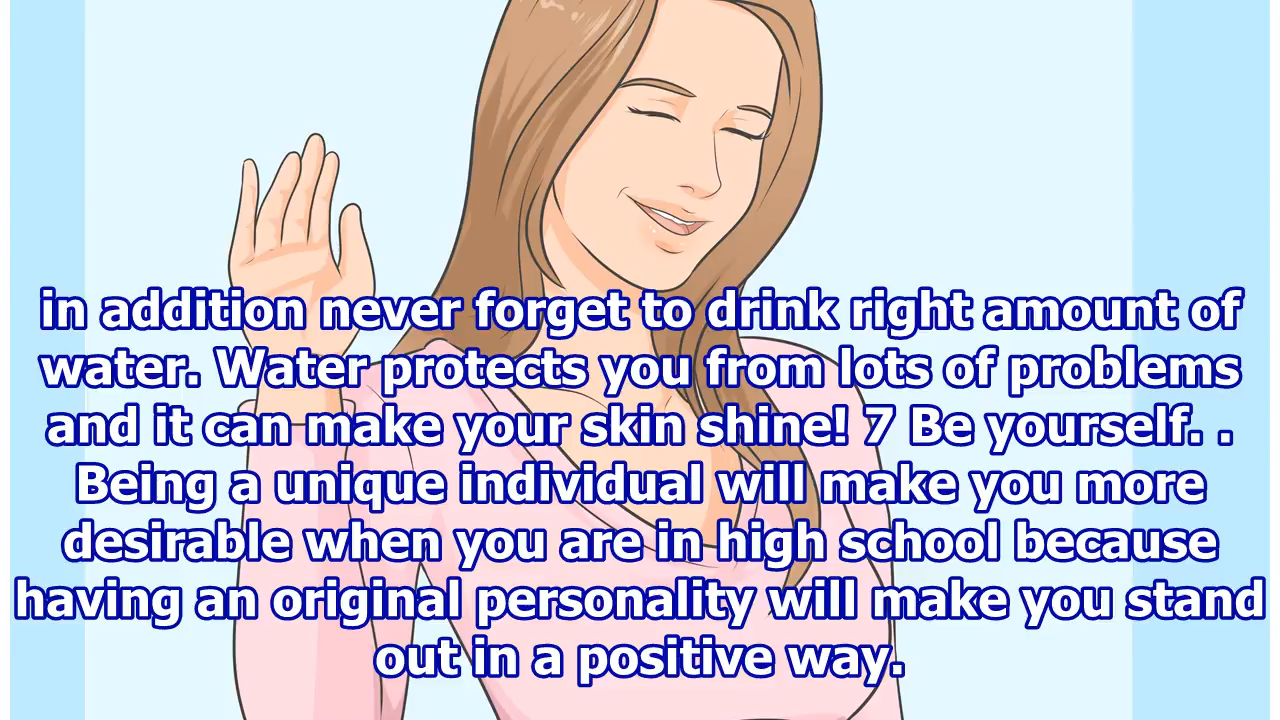 in addition never forget to drink right amount of
water. Water protects you from lots of problems
and it can make your skin shine! 7 Be yourself. .
Being a unique individual will make you more
desirable when you are in high school because
having an original personality will make you stand
out in a positive way.